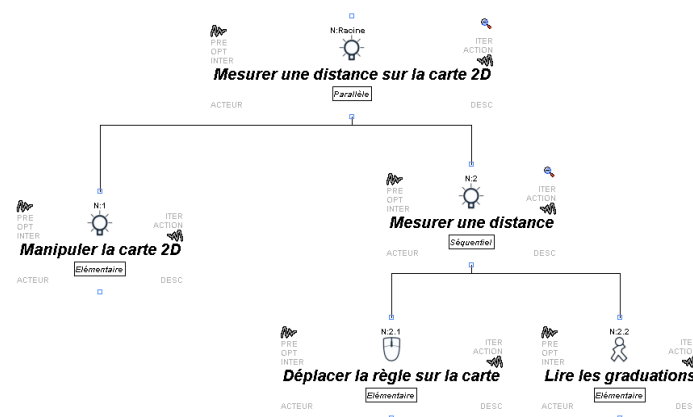 N:Racine
PRE
OPT
INTER
ITER
ACTION
Mesurer une distance sur la carte 2D
Parallèle
ACTEUR
DESC
N:1
PRE
OPT
INTER
ITER
ACTION
Manipuler la carte 2D
Elémentaire
ACTEUR
DESC
N:2
PRE
OPT
INTER
ITER
ACTION
Mesurer une distance
Séquentiel
ACTEUR
DESC
N:2.1
PRE
OPT
INTER
ITER
ACTION
Déplacer la règle sur la carte
Elémentaire
ACTEUR
DESC
N:2.2
PRE
OPT
INTER
ITE
ACTIO
Lire les graduations
Elémentaire
ACTEUR
DES